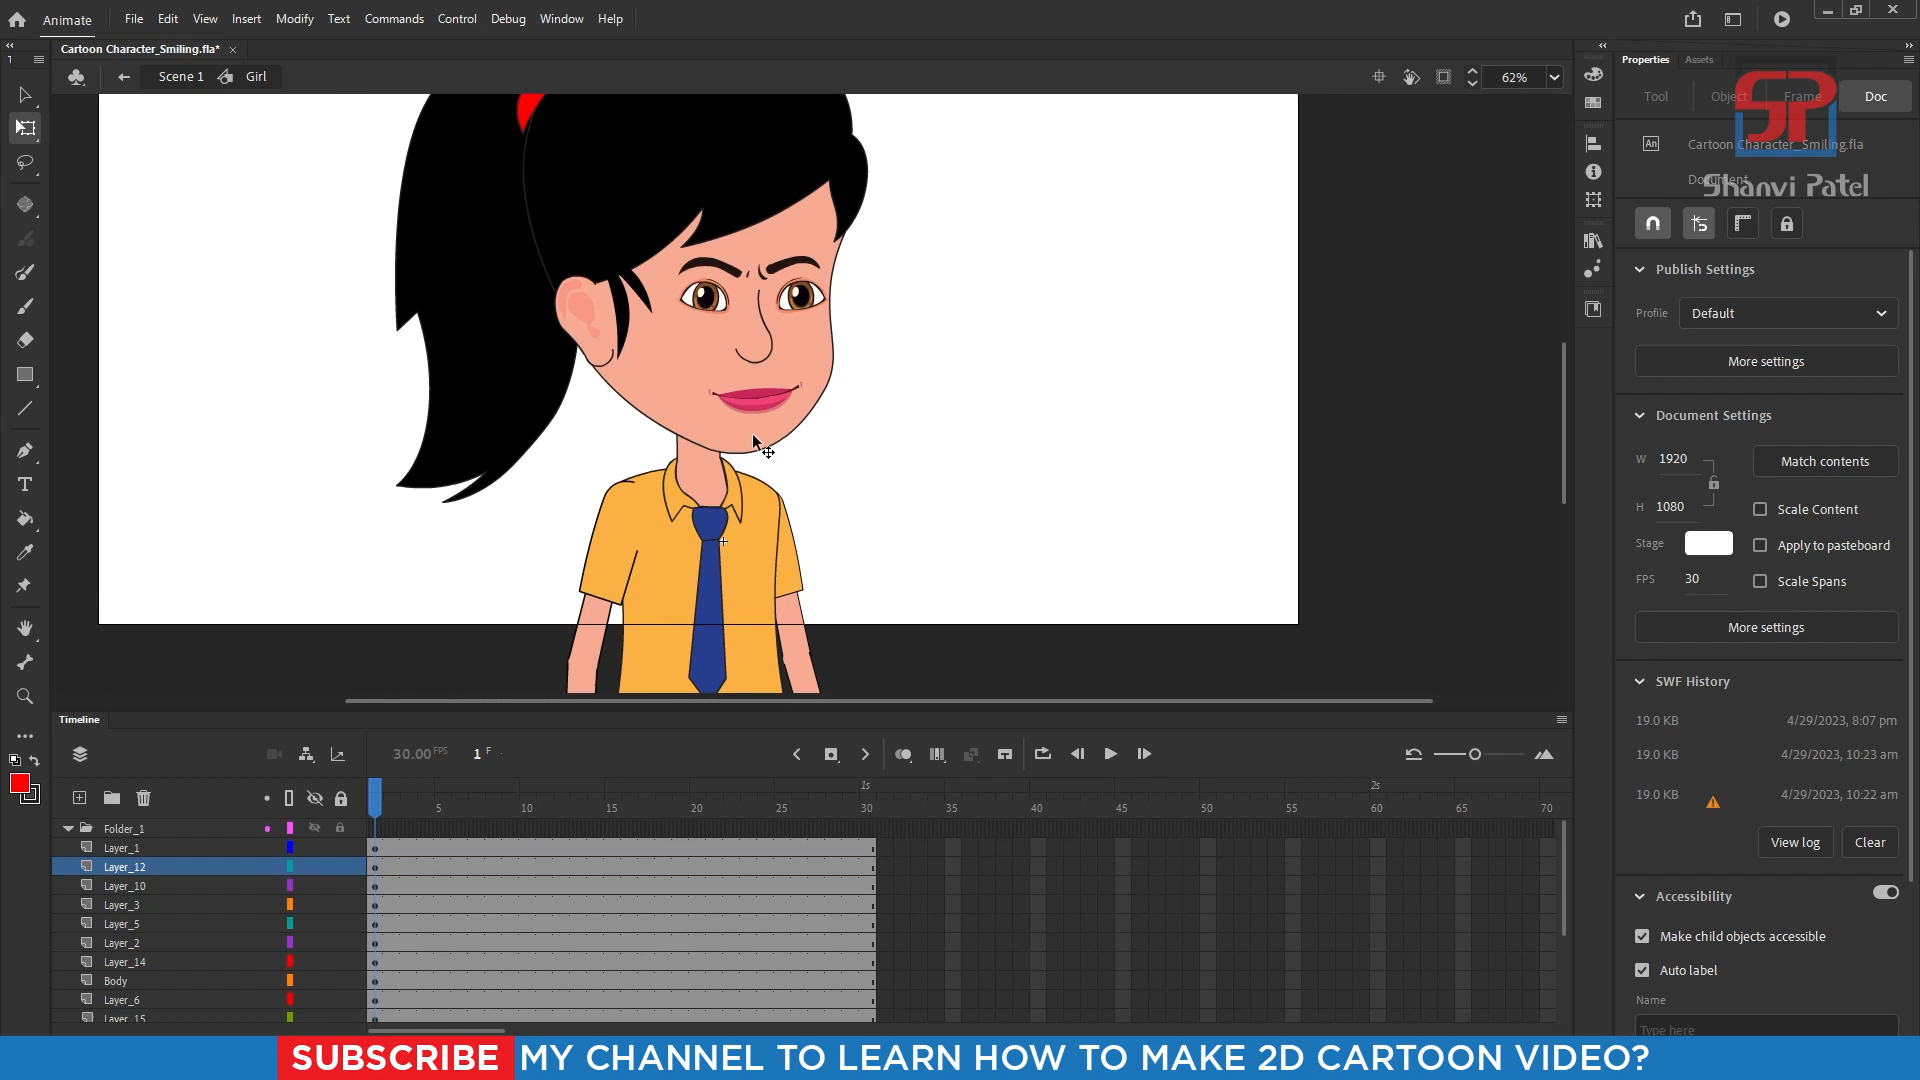 Animate File Edit View Insert Modify Text Commands Control Debug Window Help
Cartoon Character_Smiling.fla* ×
Scene 1 Girl 62%
Properties Assets
Tool Object Frame Doc
An Cartoon Character_Smiling.fla
Document
SP
Shanvi Patel
Publish Settings
Profile Default
More settings
Document Settings
W 1920 Match contents
H 1080 Scale Content
Stage Apply to pasteboard
FPS 30 Scale Spans
More settings
SWF History
19.0 KB 4/29/2023, 8:07 pm
19.0 KB 4/29/2023, 10:23 am
19.0 KB 4/29/2023, 10:22 am
View log Clear
Accessibility
Make child objects accessible
Auto label
Name
Type here
Timeline
30.00 FPS 1 F
1s 2s
5 10 15 20 25 30 35 40 45 50 55 60 65 70
Folder_1
Layer_1
Layer_12
Layer_10
Layer_3
Layer_5
Layer_2
Layer_14
Body
Layer_6
Layer_15
SUBSCRIBE MY CHANNEL TO LEARN HOW TO MAKE 2D CARTOON VIDEO?